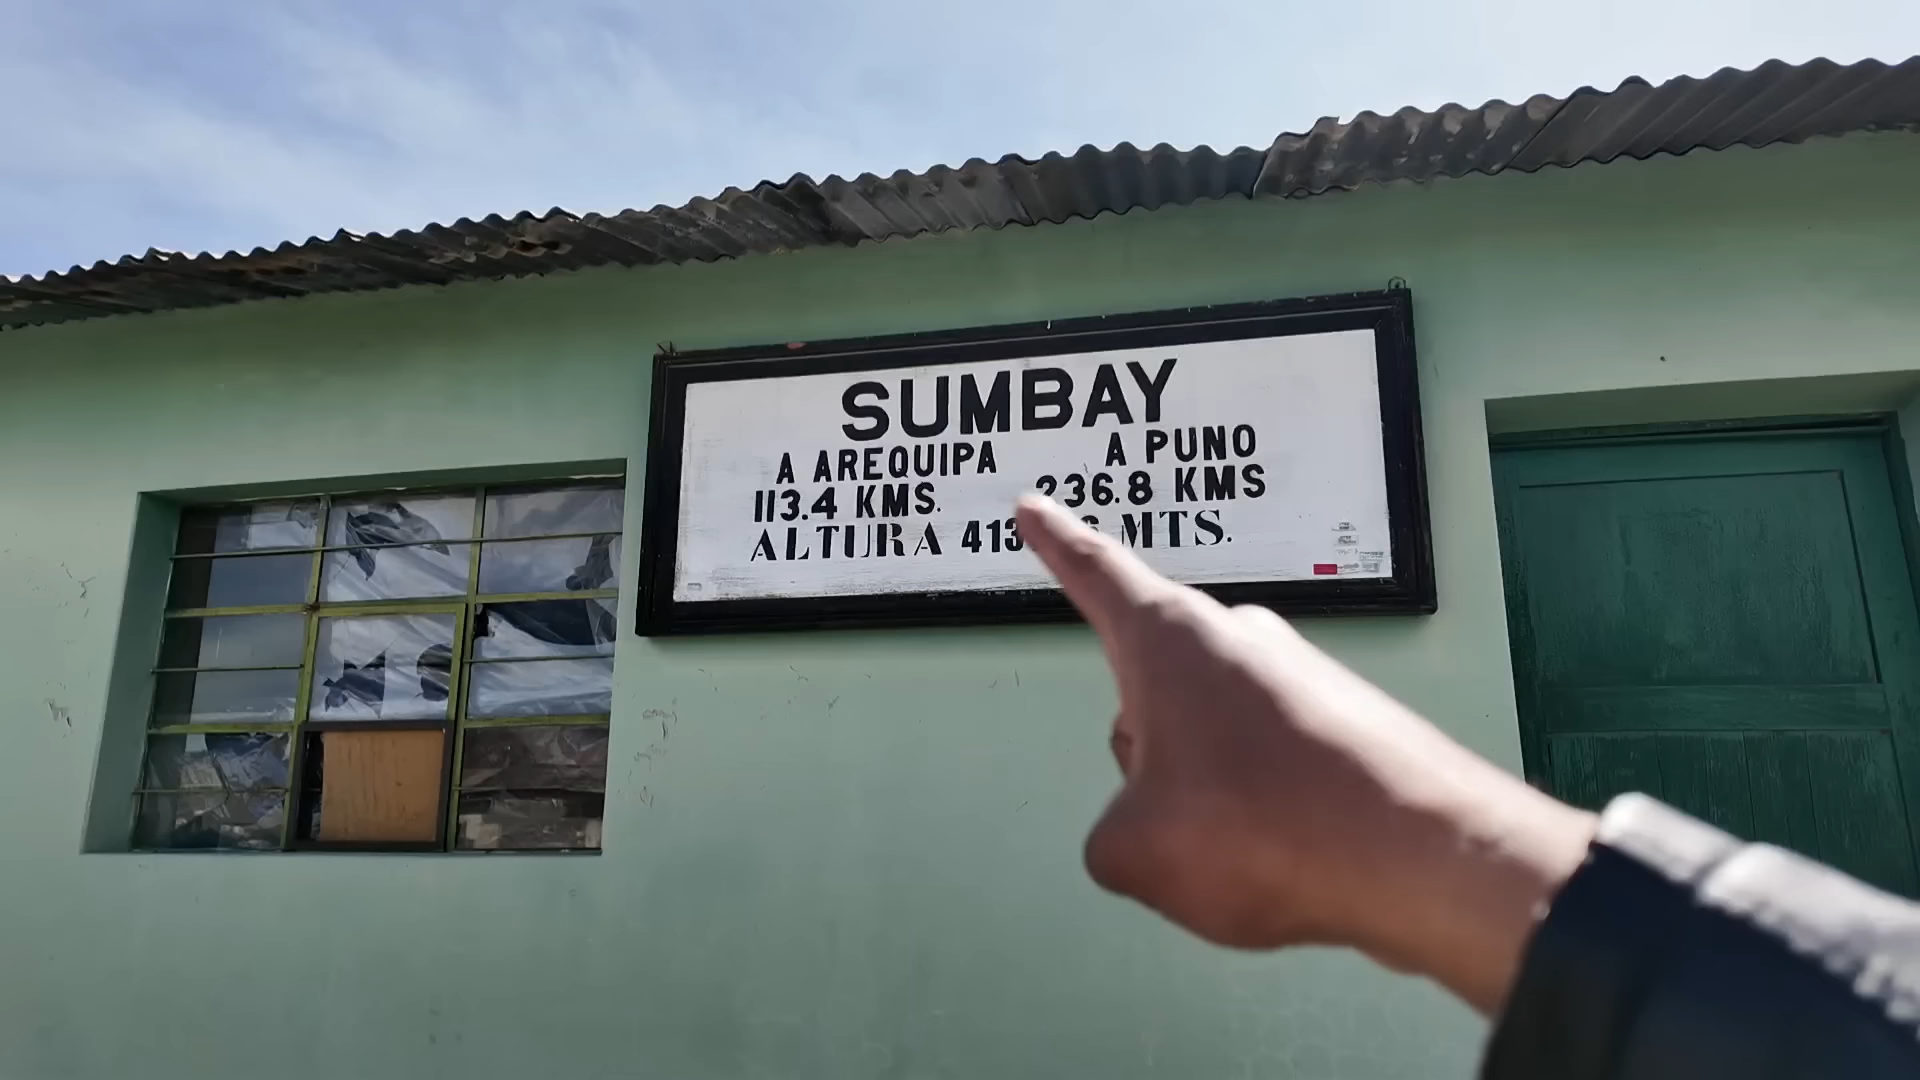 SUMBAY
A AREQUIPA A PUNO
113.4 KMS. 236.8 KMS
ALTURA MTS.